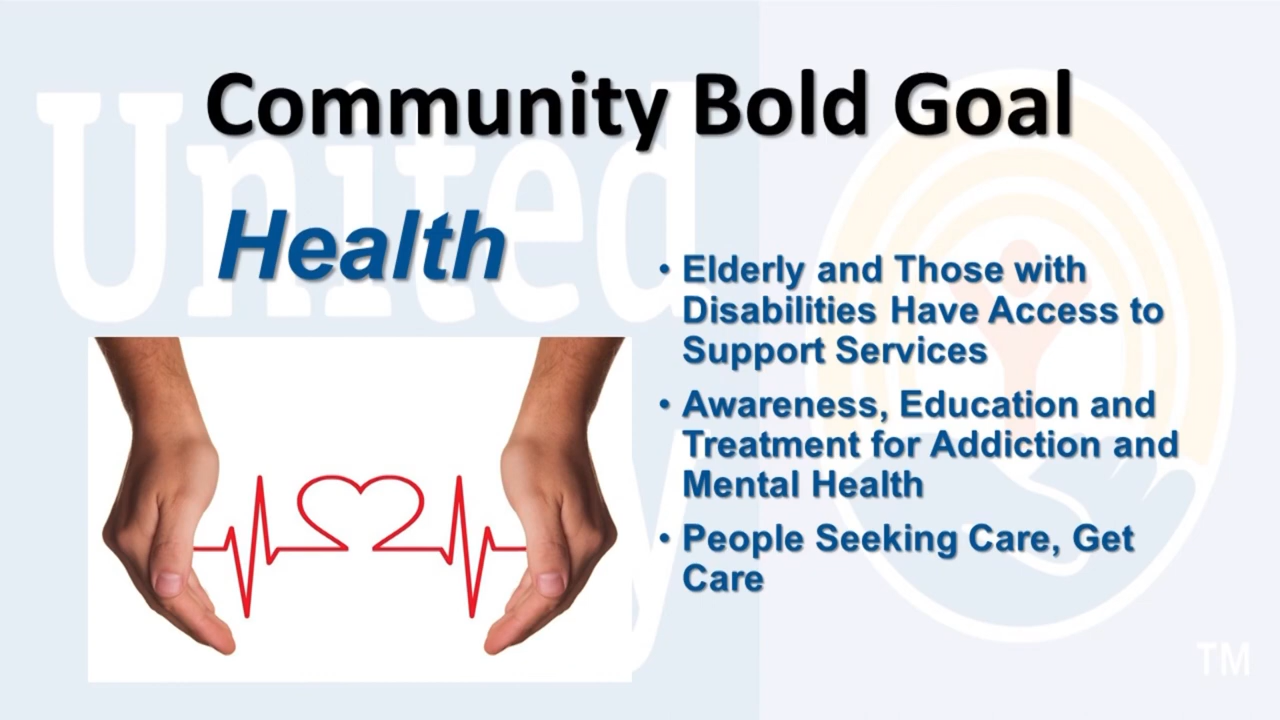 Community Bold Goal
Health
• Elderly and Those with
Disibilities Have Access to
Support Services
• Awareness, Education and
Treatment for Addiction and
Mental Health
• People Seeking Care, Get
Care
United
y
TM